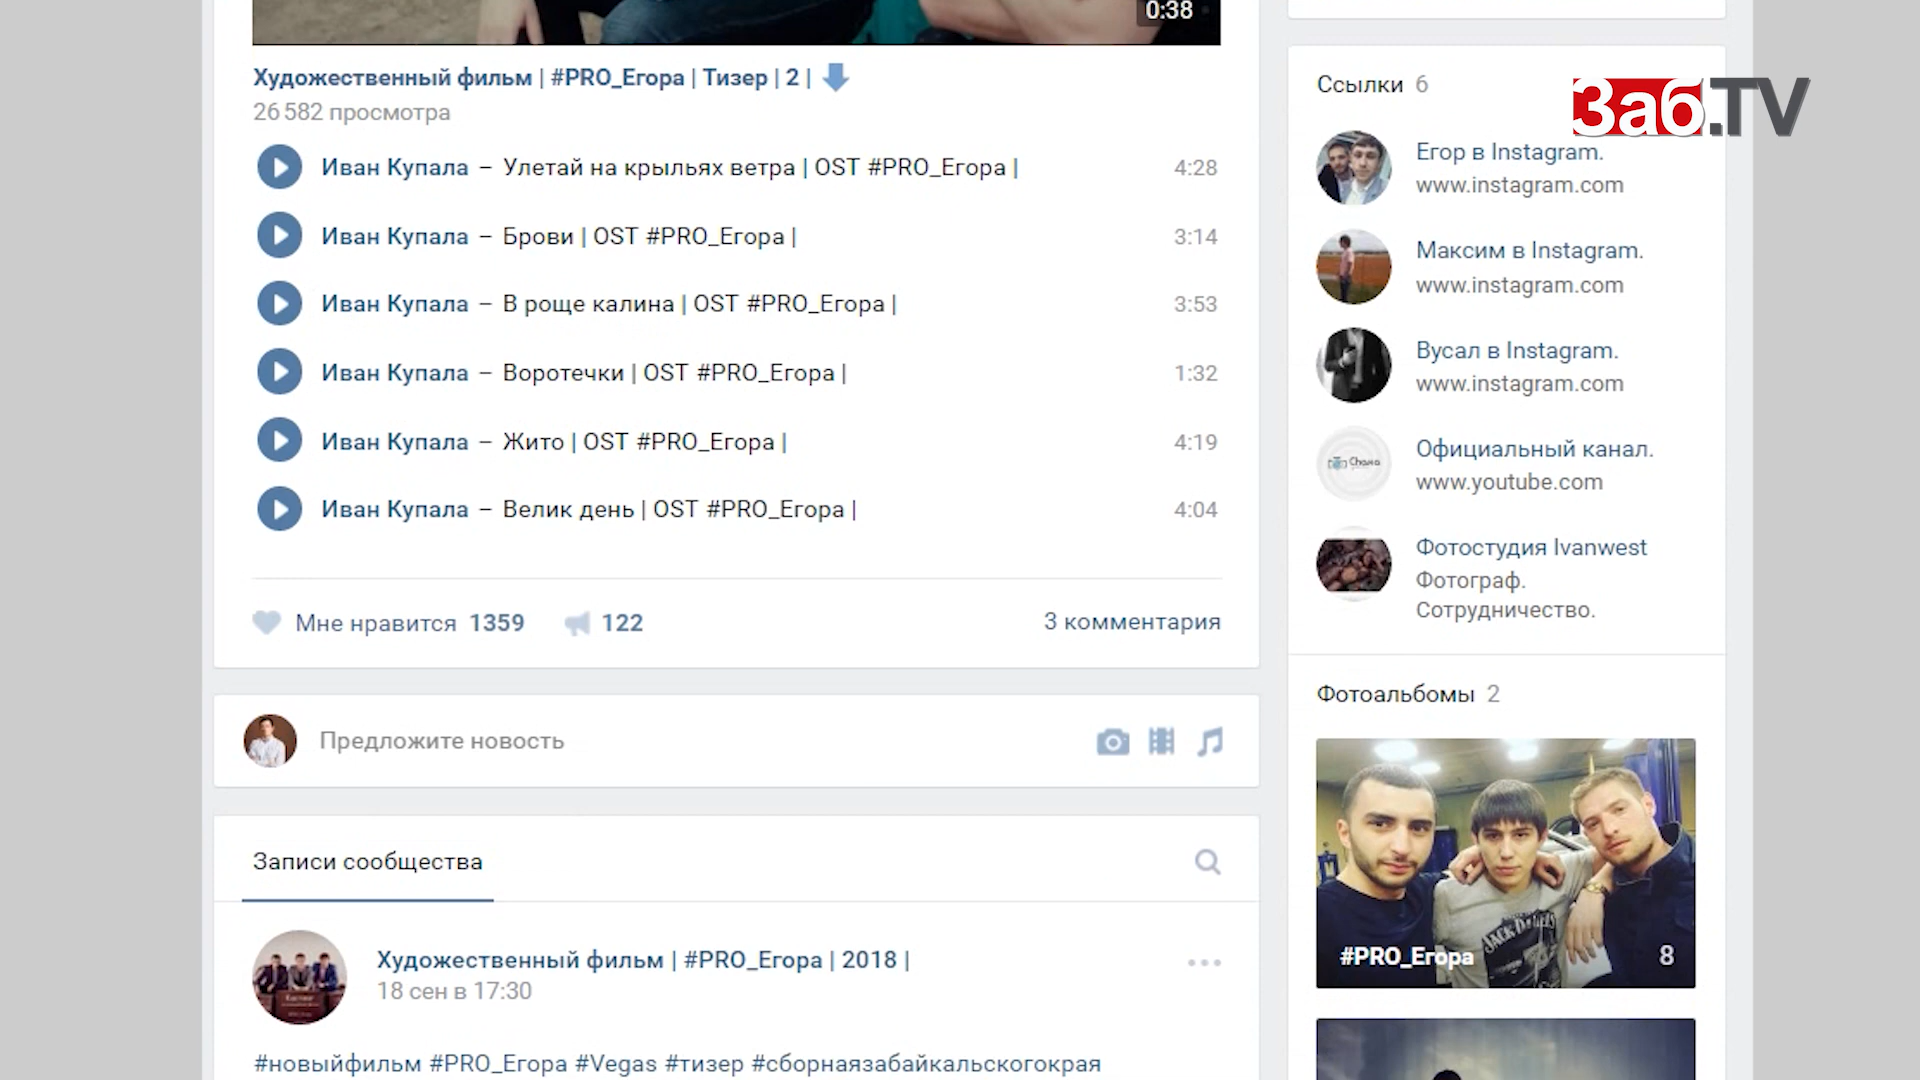 0:38
Художественный фильм | #PRO_Егора | Тизер | 2 |
26 582 просмотра
Иван Купала – Улетай на крыльях ветра | OST #PRO_Егора | 4:28
Иван Купала – Брови | OST #PRO_Егора | 3:14
Иван Купала – В роще калина | OST #PRO_Егора | 3:53
Иван Купала – Воротечки | OST #PRO_Егора | 1:32
Иван Купала – Жито | OST #PRO_Егора | 4:19
Иван Купала – Велик день | OST #PRO_Егора | 4:04
Мне нравится 1359 122 3 комментария
Предложите новость
Записи сообщества
Художественный фильм | #PRO_Егора | 2018 |
18 сен в 17:30
#новыйфильм #PRO_Егора #Vegas #тизер #сборнаязабайкальскогокрая
Ссылки 6
Заб.TV
Егор в Instagram.
www.instagram.com
Максим в Instagram.
www.instagram.com
Вусал в Instagram.
www.instagram.com
Официальный канал.
www.youtube.com
Фотостудия Ivanwest
Фотограф.
Сотрудничество.
Фотоальбомы 2
JACK DANIEL'S
#PRO_Егора 8